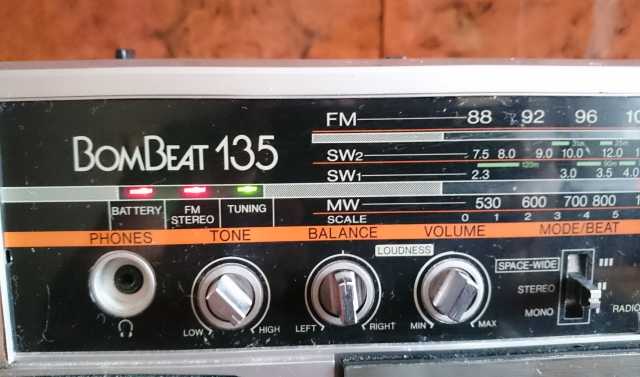 FM 88 92 96
BOMBEAT 135
SW2 7.5 8.0 9.0 10.0 12.0
SW1 2.3 3.0 3.5 4.0
MW 530 600 700 800
SCALE 0 1 2 3 4 5
BATTERY FM STEREO TUNING
PHONES TONE BALANCE VOLUME MODE/BEAT
LOUDNESS
SPACE-WIDE
STEREO
MONO RADIO
LOW HIGH LEFT RIGHT MIN MAX